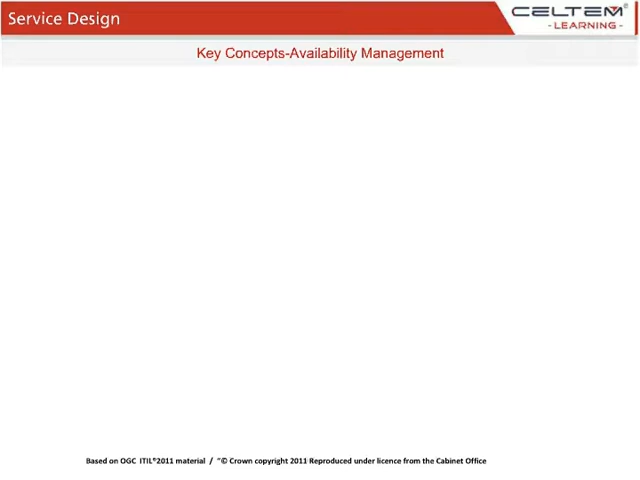 Service Design
CELTEM®
- LEARNING -
Key Concepts-Availability Management
Based on OGC ITIL®2011 material / "© Crown copyright 2011 Reproduced under licence from the Cabinet Office